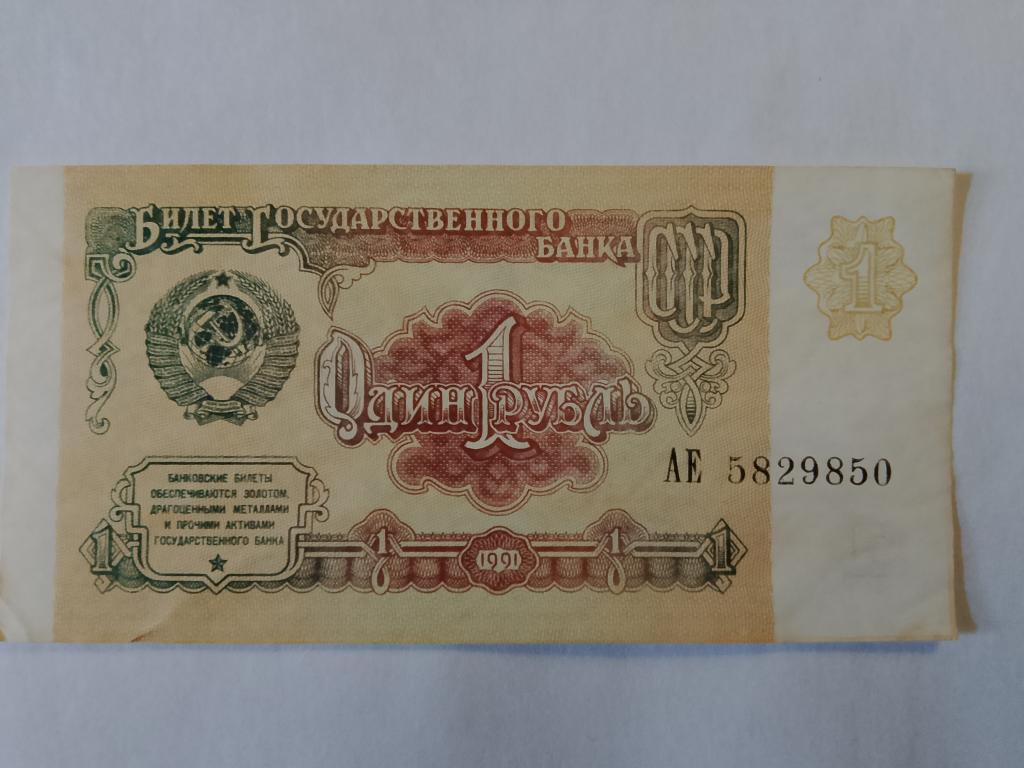 БИЛЕТ ГОСУДАРСТВЕННОГО
БАНКА СССР
1
ОДИН 1 РУБЛЬ
АЕ 5829850
БАНКОВСКИЕ БИЛЕТЫ
ОБЕСПЕЧИВАЮТСЯ ЗОЛОТОМ,
ДРАГОЦЕННЫМИ МЕТАЛЛАМИ
И ПРОЧИМИ АКТИВАМИ
ГОСУДАРСТВЕННОГО БАНКА
1 1 1991 1 1